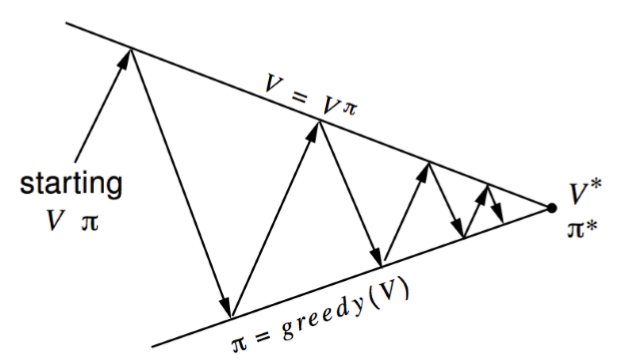 V = Vπ
starting
V π
V*
π*
π = greedy(V)